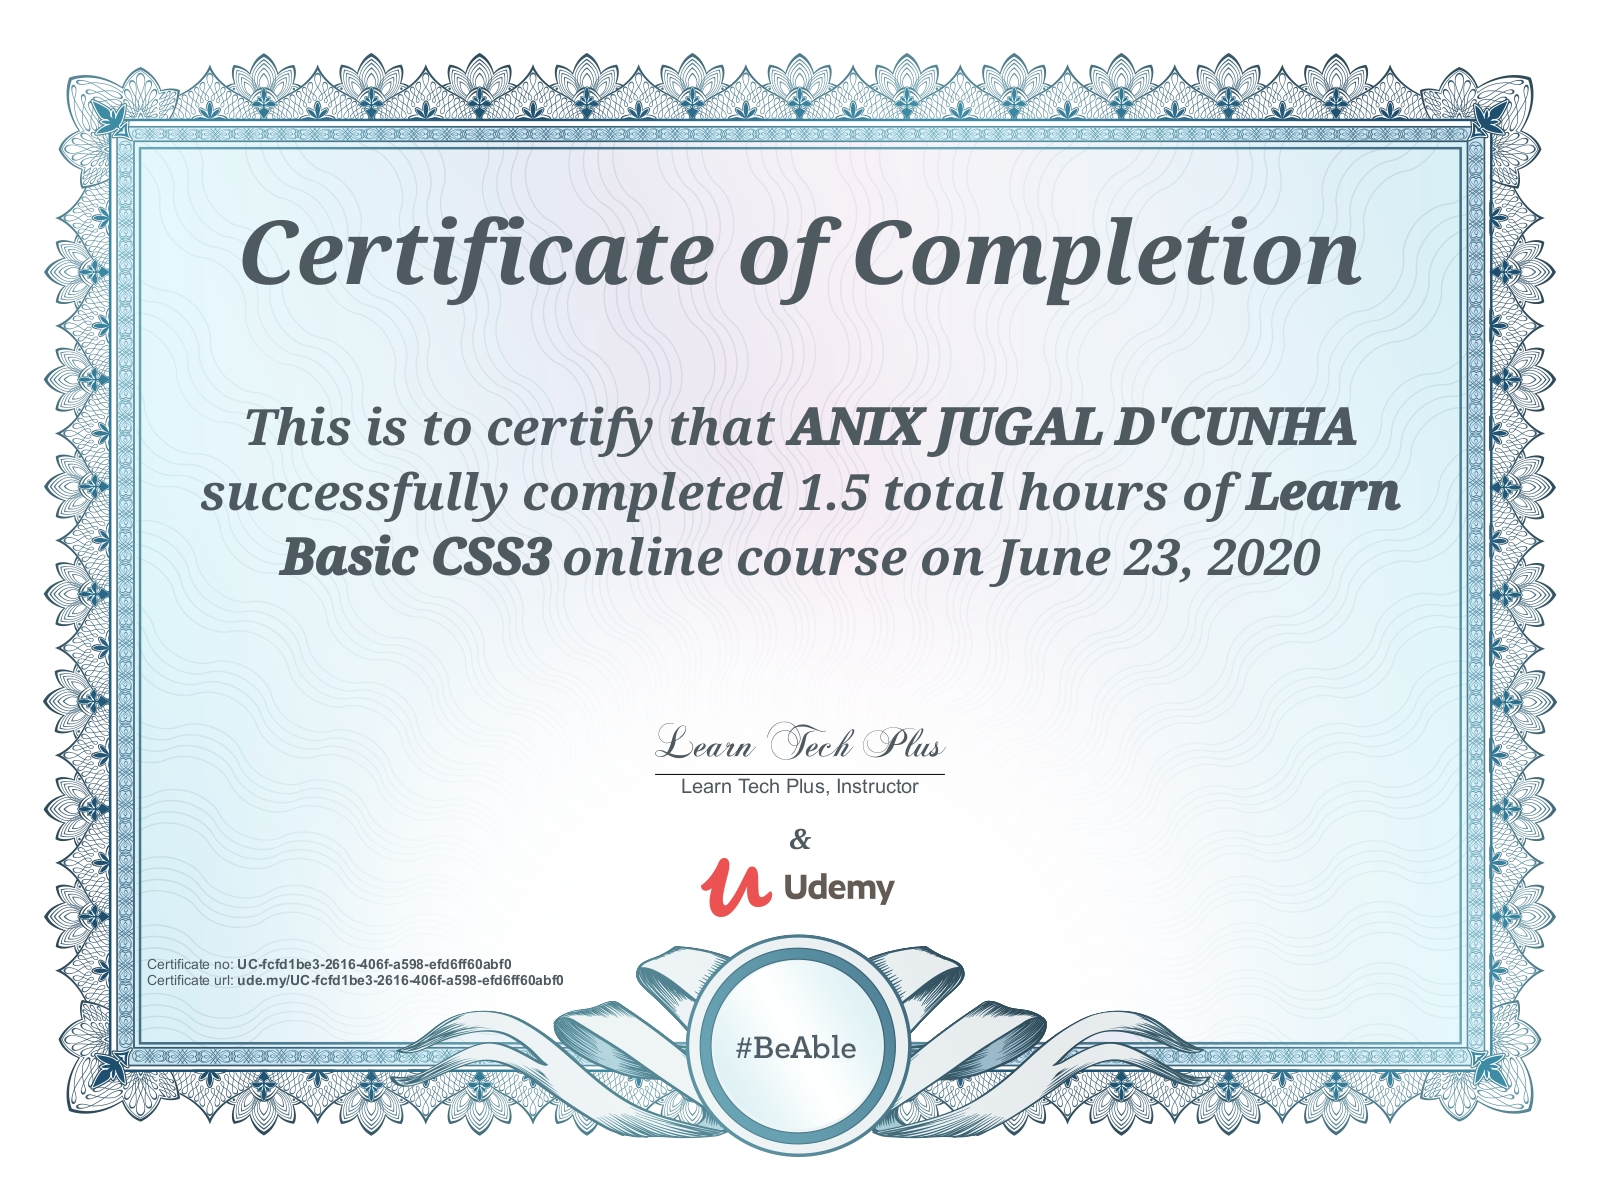 Certificate of Completion
This is to certify that ANIX JUGAL D'CUNHA
successfully completed 1.5 total hours of Learn
Basic CSS3 online course on June 23, 2020
Learn Tech Plus
Learn Tech Plus, Instructor
&
Udemy
Certificate no: UC-fcfd1be3-2616-406f-a598-efd6ff60abf0
Certificate url: ude.my/UC-fcfd1be3-2616-406f-a598-efd6ff60abf0
#BeAble